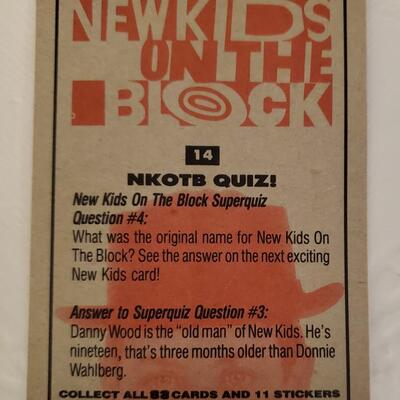 NEW KIDS
ON THE
BLOCK
14
NKOTB QUIZ!
New Kids On The Block Superquiz
Question #4:
What was the original name for New Kids On
The Block? See the answer on the next exciting
New Kids card!
Answer to Superquiz Question #3:
Danny Wood is the "old man" of New Kids. He's
nineteen, that's three months older than Donnie
Wahlberg.
COLLECT ALL 88 CARDS AND 11 STICKERS